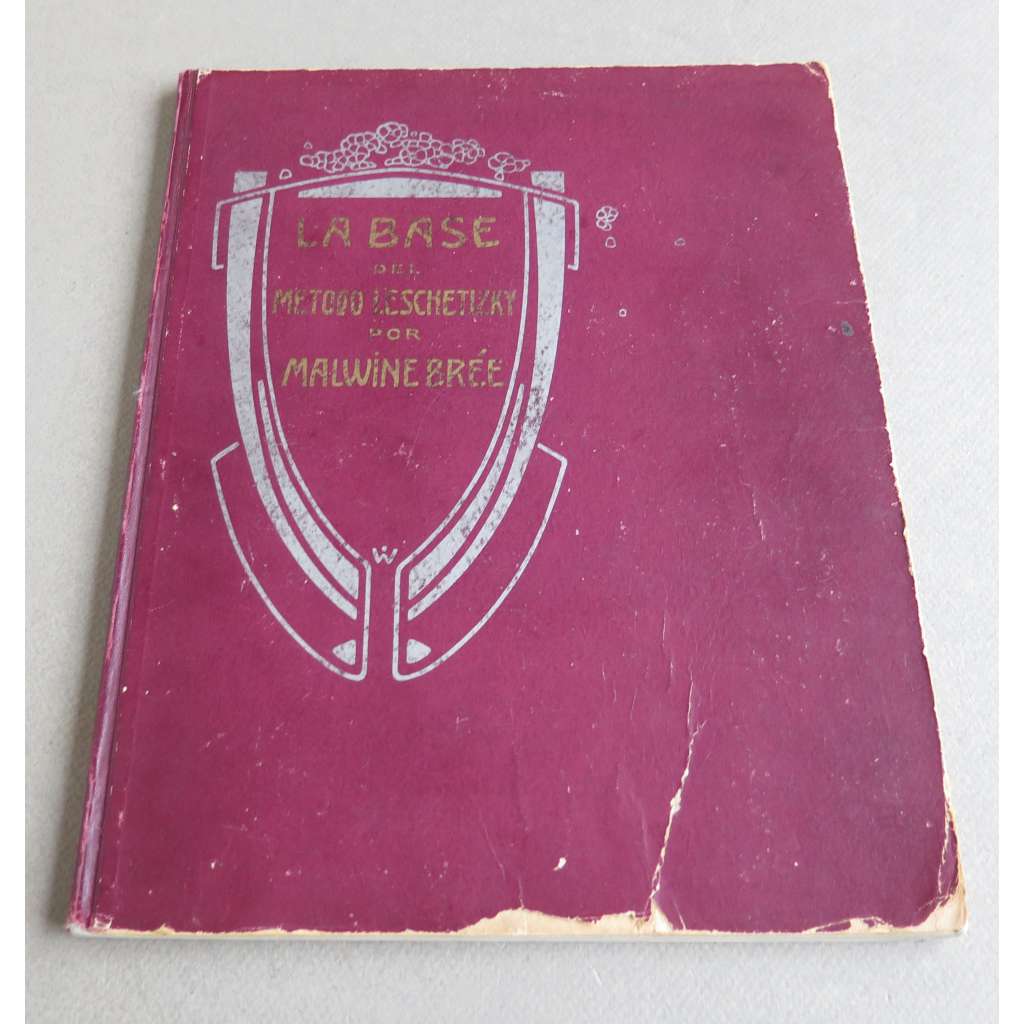 LA BASE
DEL
METODO LESCHETIZKY
POR
MALWiNE BRÉE
W